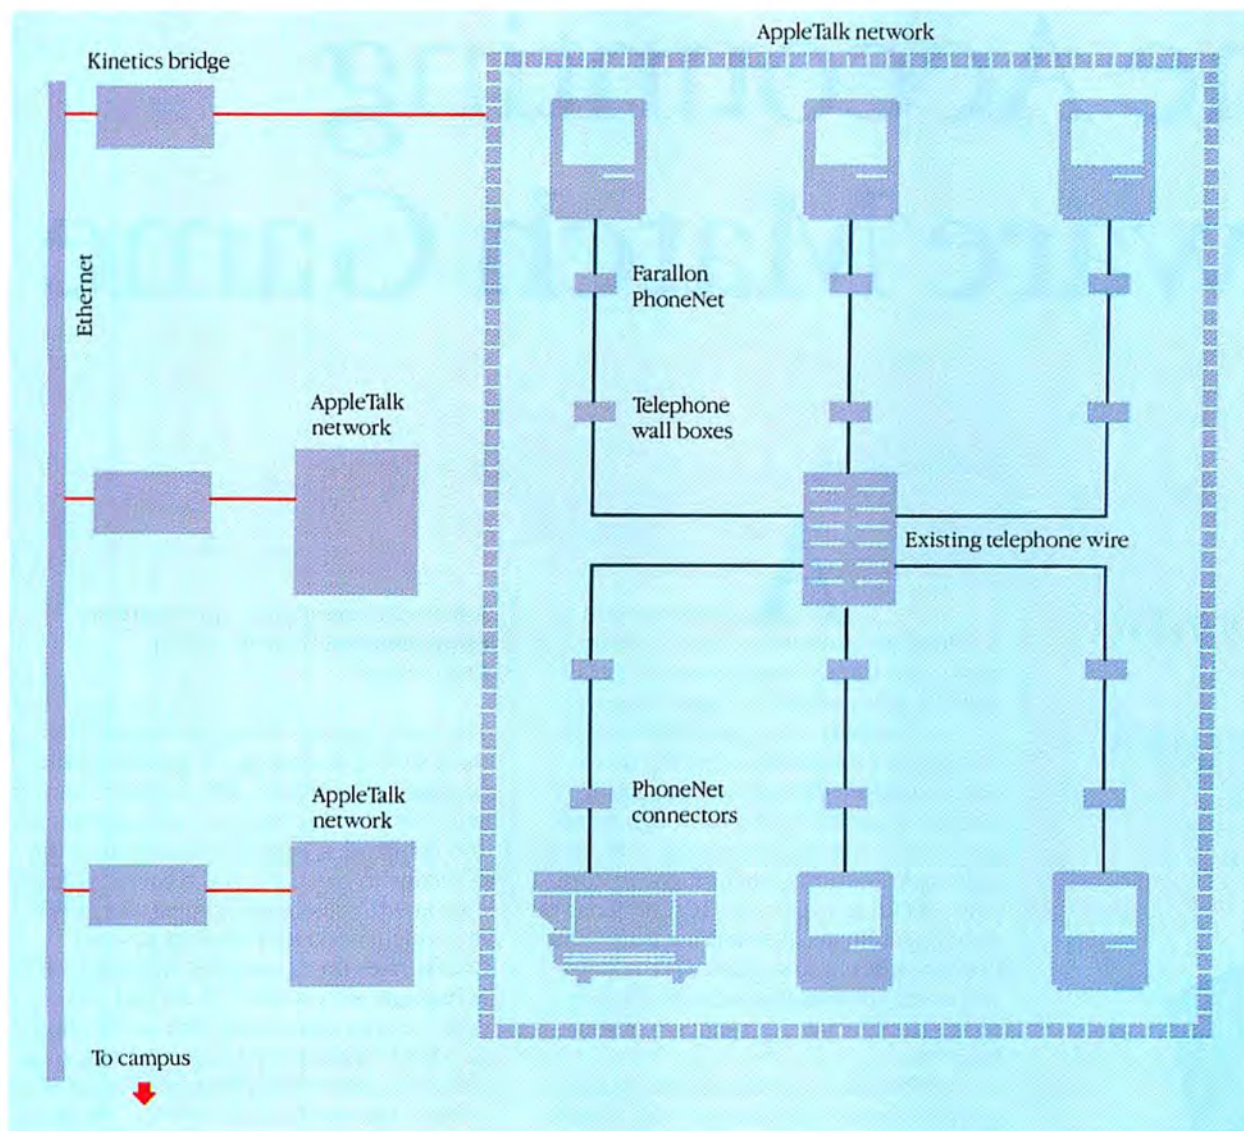 AppleTalk network
Kinetics bridge
Ethernet
Farallon
PhoneNet
AppleTalk
network
Telephone
wall boxes
Existing telephone wire
AppleTalk
network
PhoneNet
connectors
To campus